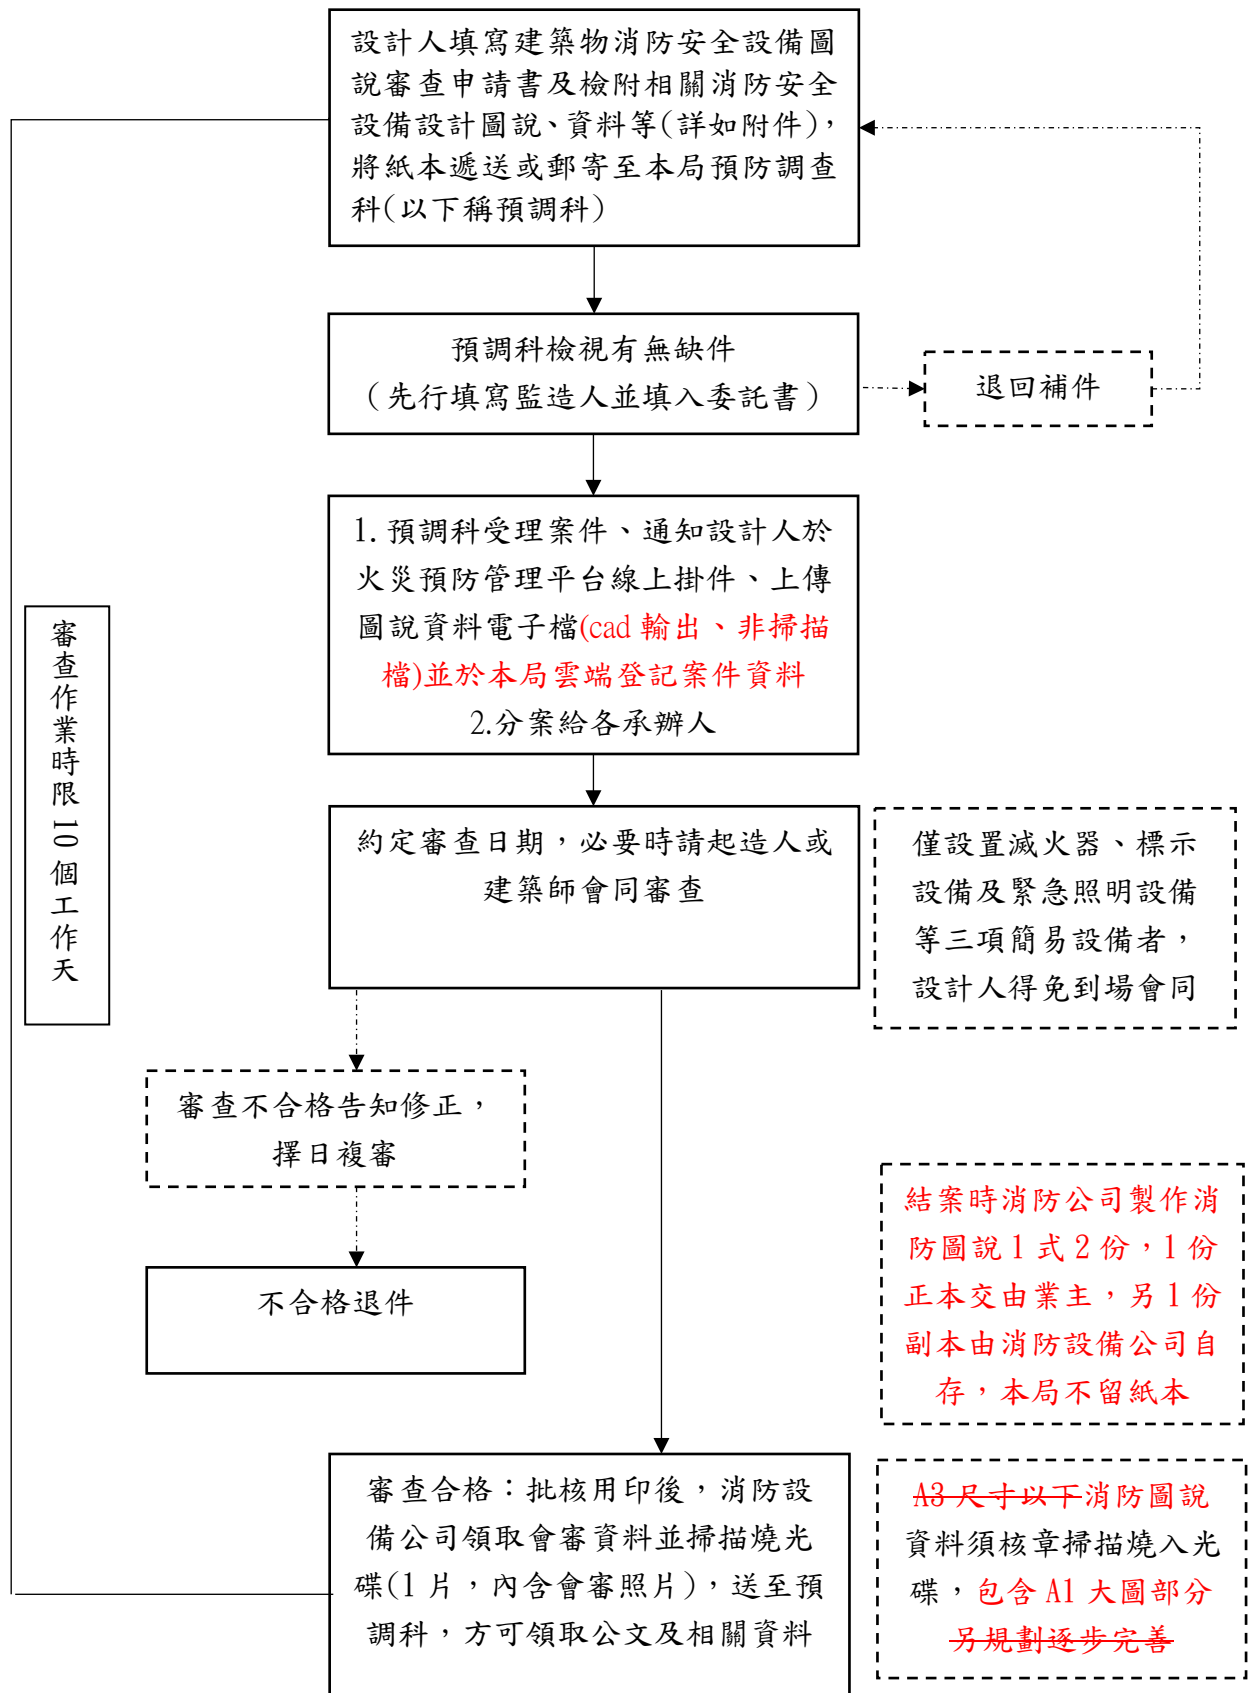 設計人填寫建築物消防安全設備圖
說審查申請書及檢附相關消防安全
設備設計圖說、資料等(詳如附件),
將紙本遞送或郵寄至本局預防調查
科(以下稱預調科)
預調科檢視有無缺件
(先行填寫監造人並填入委託書)
退回補件
1. 預調科受理案件、通知設計人於
火災預防管理平台線上掛件、上傳
圖說資料電子檔(cad 輸出、非掃描
檔)並於本局雲端登記案件資料
2.分案給各承辦人
審查作業時限 10 個工作天
約定審查日期,必要時請起造人或
建築師會同審查
僅設置滅火器、標示
設備及緊急照明設備
等三項簡易設備者,
設計人得免到場會同
審查不合格告知修正,
擇日複審
不合格退件
結案時消防公司製作消
防圖說 1 式 2 份,1 份
正本交由業主,另 1 份
副本由消防設備公司自
存,本局不留紙本
審查合格:批核用印後,消防設
備公司領取會審資料並掃描燒光
碟(1 片,內含會審照片),送至預
調科,方可領取公文及相關資料
A3 尺寸以下消防圖說
資料須核章掃描燒入光
碟,包含 A1 大圖部分
另規劃逐步完善